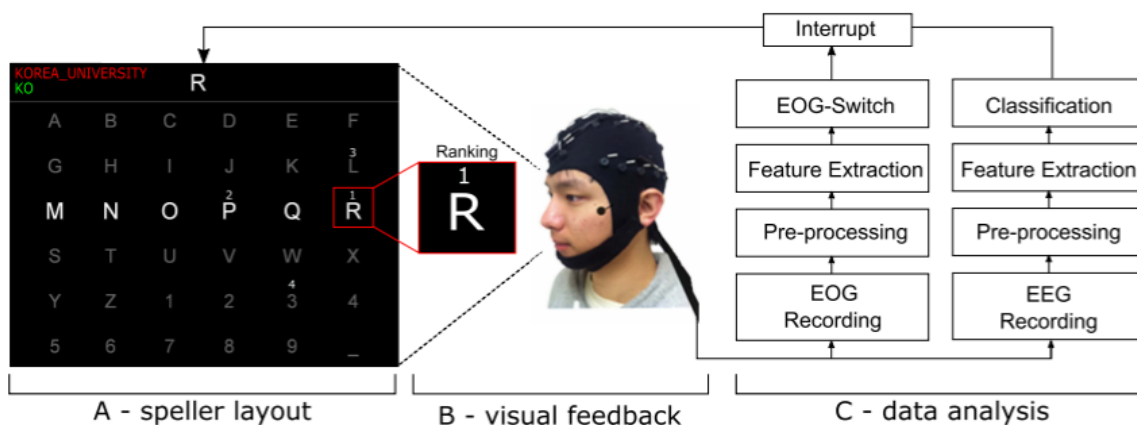 Interrupt
KOREA_UNIVERSITY
KO
R
A B C D E F
3
G H I J K L
2 1
M N O P Q R
S T U V W X
4
Y Z 1 2 3 4
5 6 7 8 9 _
Ranking
1
R
EOG-Switch
Feature Extraction
Pre-processing
EOG
Recording
Classification
Feature Extraction
Pre-processing
EEG
Recording
A - speller layout
B - visual feedback
C - data analysis